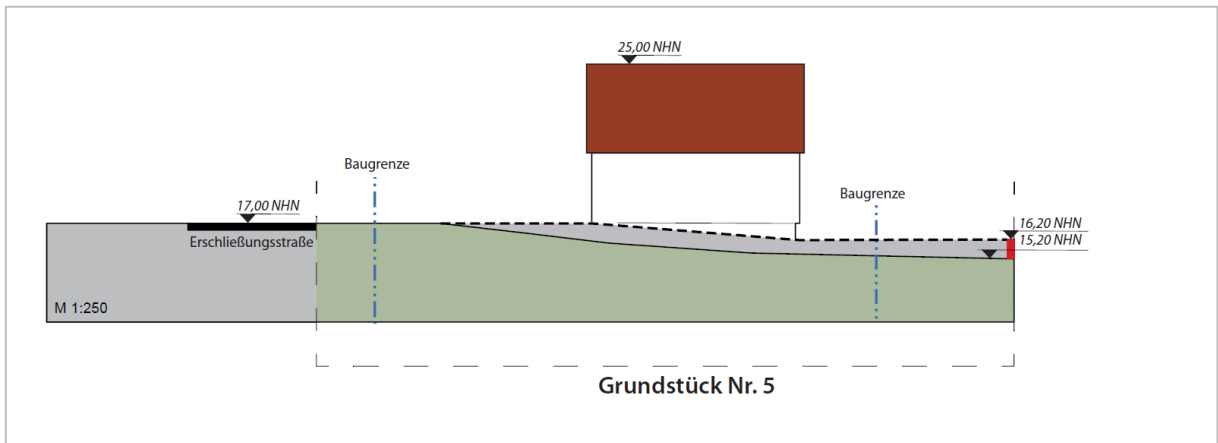 25,00 NHN
Baugrenze
Baugrenze
17,00 NHN
16,20 NHN
Erschließungsstraße
15,20 NHN
M 1:250
Grundstück Nr. 5